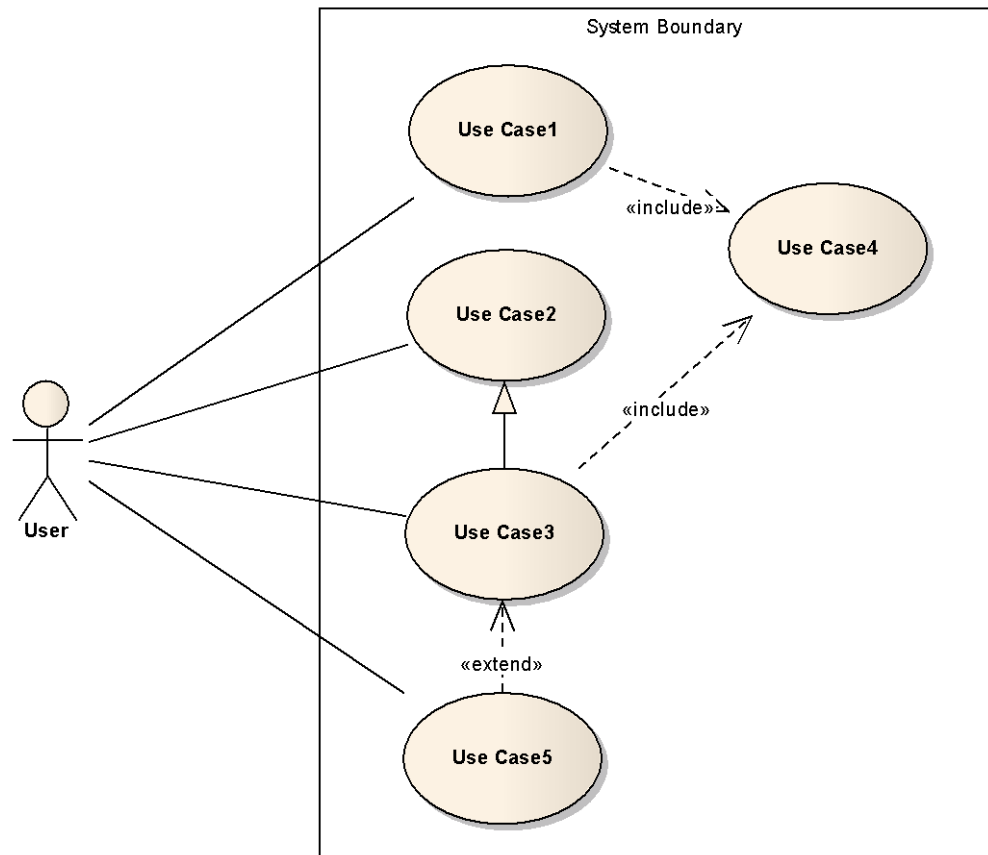 System Boundary
Use Case1
«include»
Use Case4
Use Case2
«include»
User
Use Case3
«extend»
Use Case5